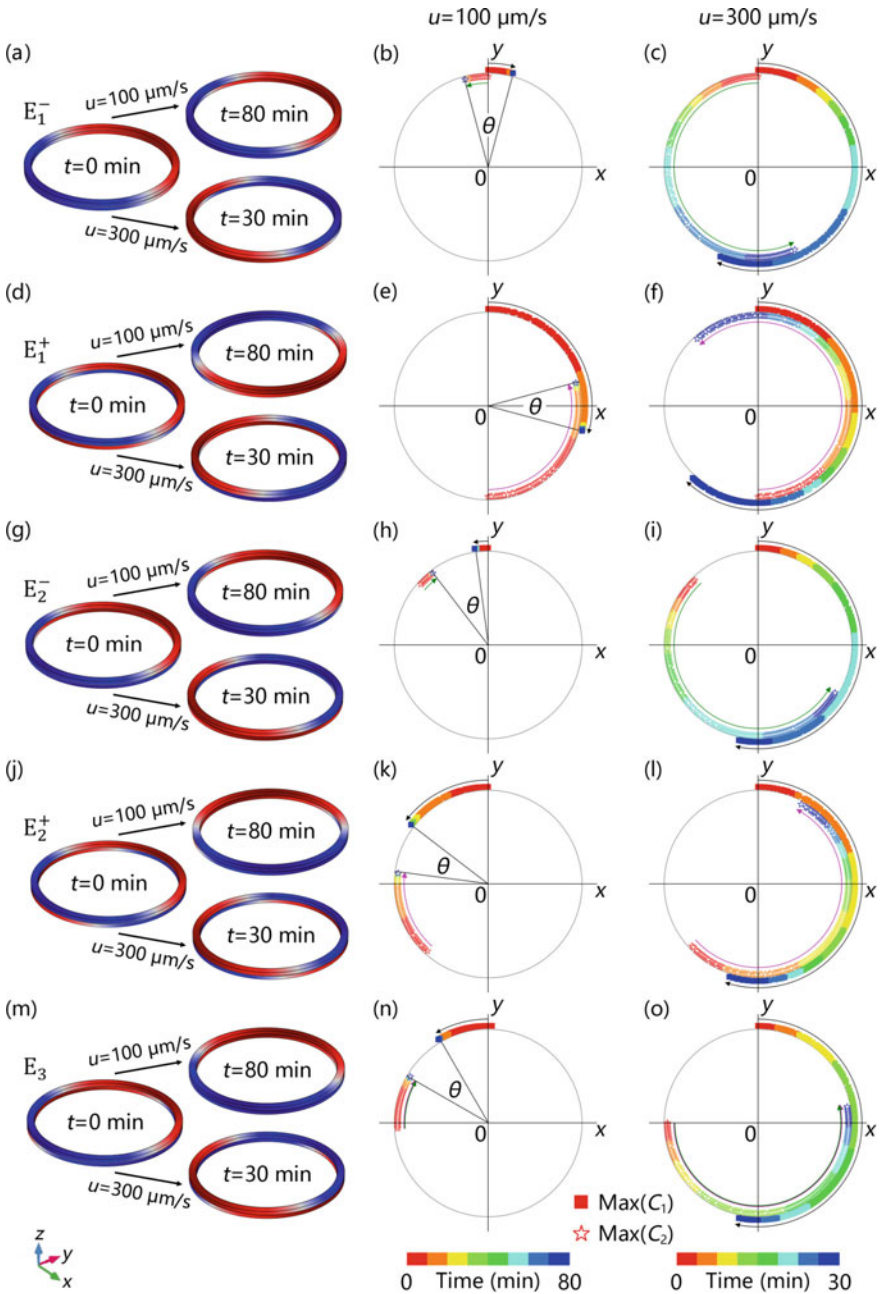 u=100 μm/s
u=300 μm/s
(a)
E₁⁻
u=100 μm/s
t=80 min
t=0 min
t=30 min
u=300 μm/s
(b)
y
θ
0
x
(c)
y
0
x
(d)
E₁⁺
u=100 μm/s
t=80 min
t=0 min
t=30 min
u=300 μm/s
(e)
y
θ
0
x
(f)
y
0
x
(g)
E₂⁻
u=100 μm/s
t=80 min
t=0 min
t=30 min
u=300 μm/s
(h)
y
θ
0
x
(i)
y
0
x
(j)
E₂⁺
u=100 μm/s
t=80 min
t=0 min
t=30 min
u=300 μm/s
(k)
y
θ
0
x
(l)
y
0
x
(m)
E₃
u=100 μm/s
t=80 min
t=0 min
t=30 min
u=300 μm/s
(n)
y
θ
0
x
(o)
y
0
x
Max(C₁)
Max(C₂)
z
y
x
0 Time (min) 80
0 Time (min) 30